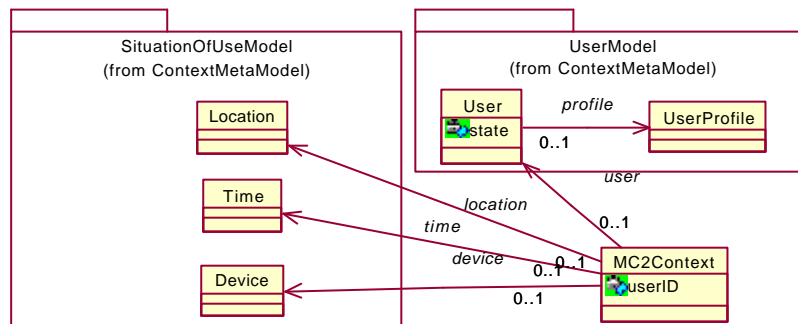 SituationOfUseModel
(from ContextMetaModel)
UserModel
(from ContextMetaModel)
Location
User
state
profile
0..1
UserProfile
Time
user
location
time
device
0..1
0..1
0..1
0..1
Device
MC2Context
userID